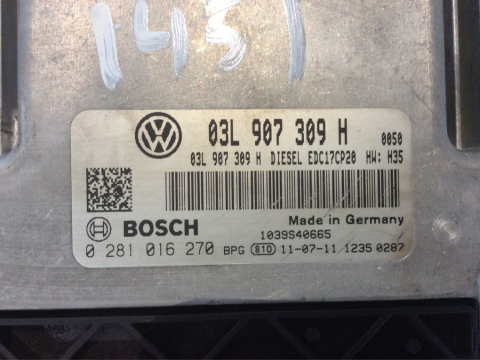 03L 907 309 H 0050
03L 907 309 H DIESEL EDC17CP20 HW: H35
BOSCH Made in Germany
1039S40665
0 281 016 270 BPG 810 11-07-11 1235 0287